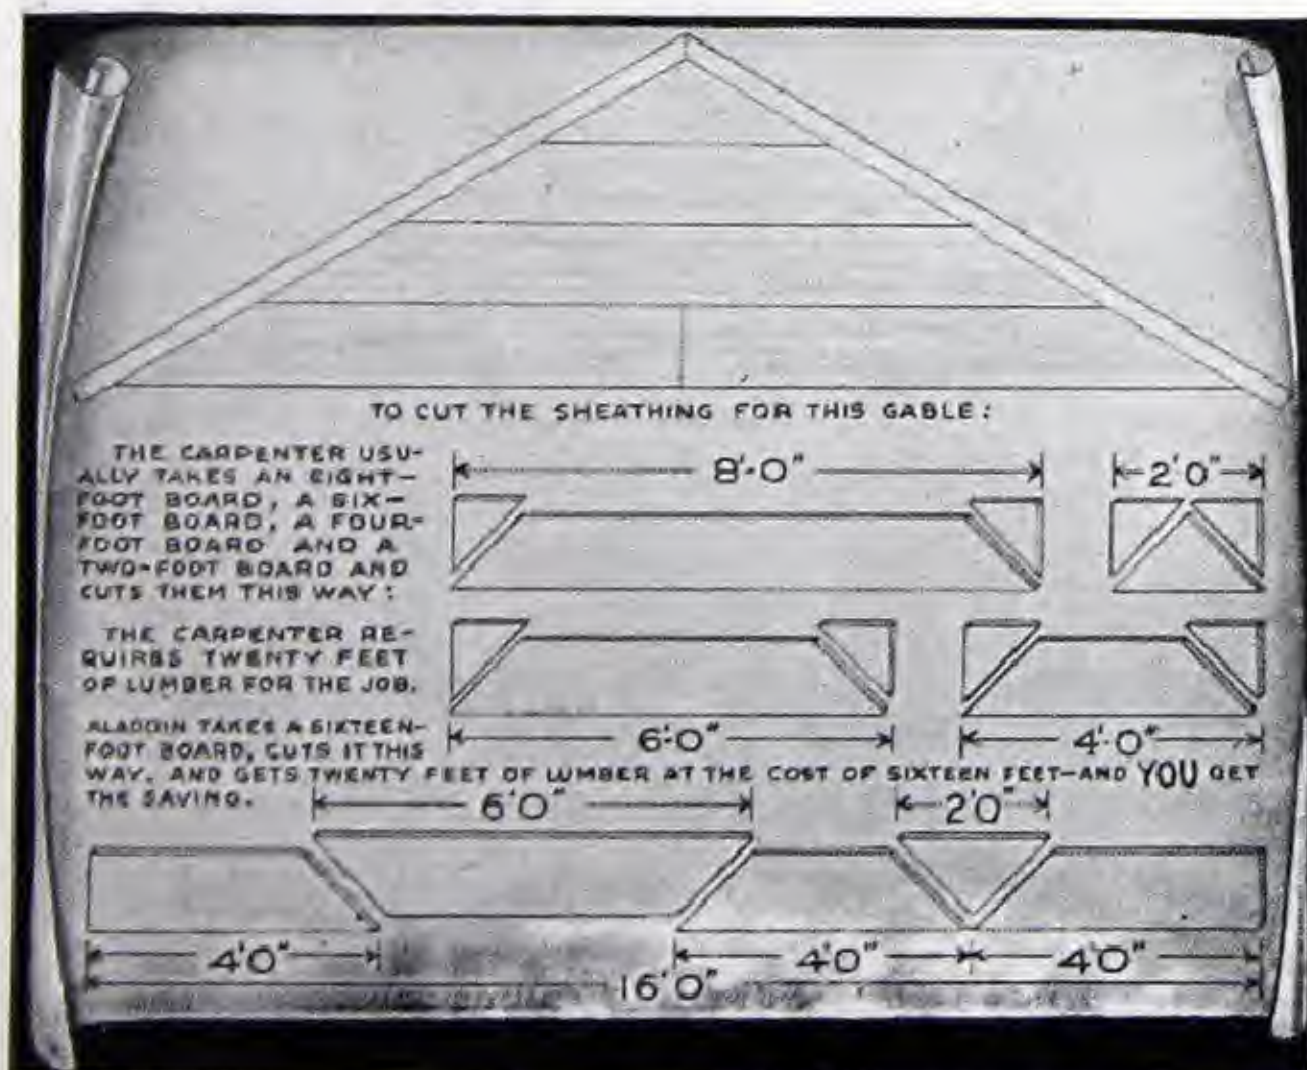 TO CUT THE SHEATHING FOR THIS GABLE:
THE CARPENTER USU-
ALLY TAKES AN EIGHT-
FOOT BOARD, A SIX-
FOOT BOARD, A FOUR-
FOOT BOARD AND A
TWO-FOOT BOARD AND
CUTS THEM THIS WAY:
8'-0"
2'0"
THE CARPENTER RE-
QUIRES TWENTY FEET
OF LUMBER FOR THE JOB.
6'-0"
4'-0"
ALADDIN TAKES A SIXTEEN-
FOOT BOARD, CUTS IT THIS
WAY, AND GETS TWENTY FEET OF LUMBER AT THE COST OF SIXTEEN FEET—AND YOU GET
THE SAVING.
6'0"
2'0"
4'0"
4'0"
4'0"
16'0"